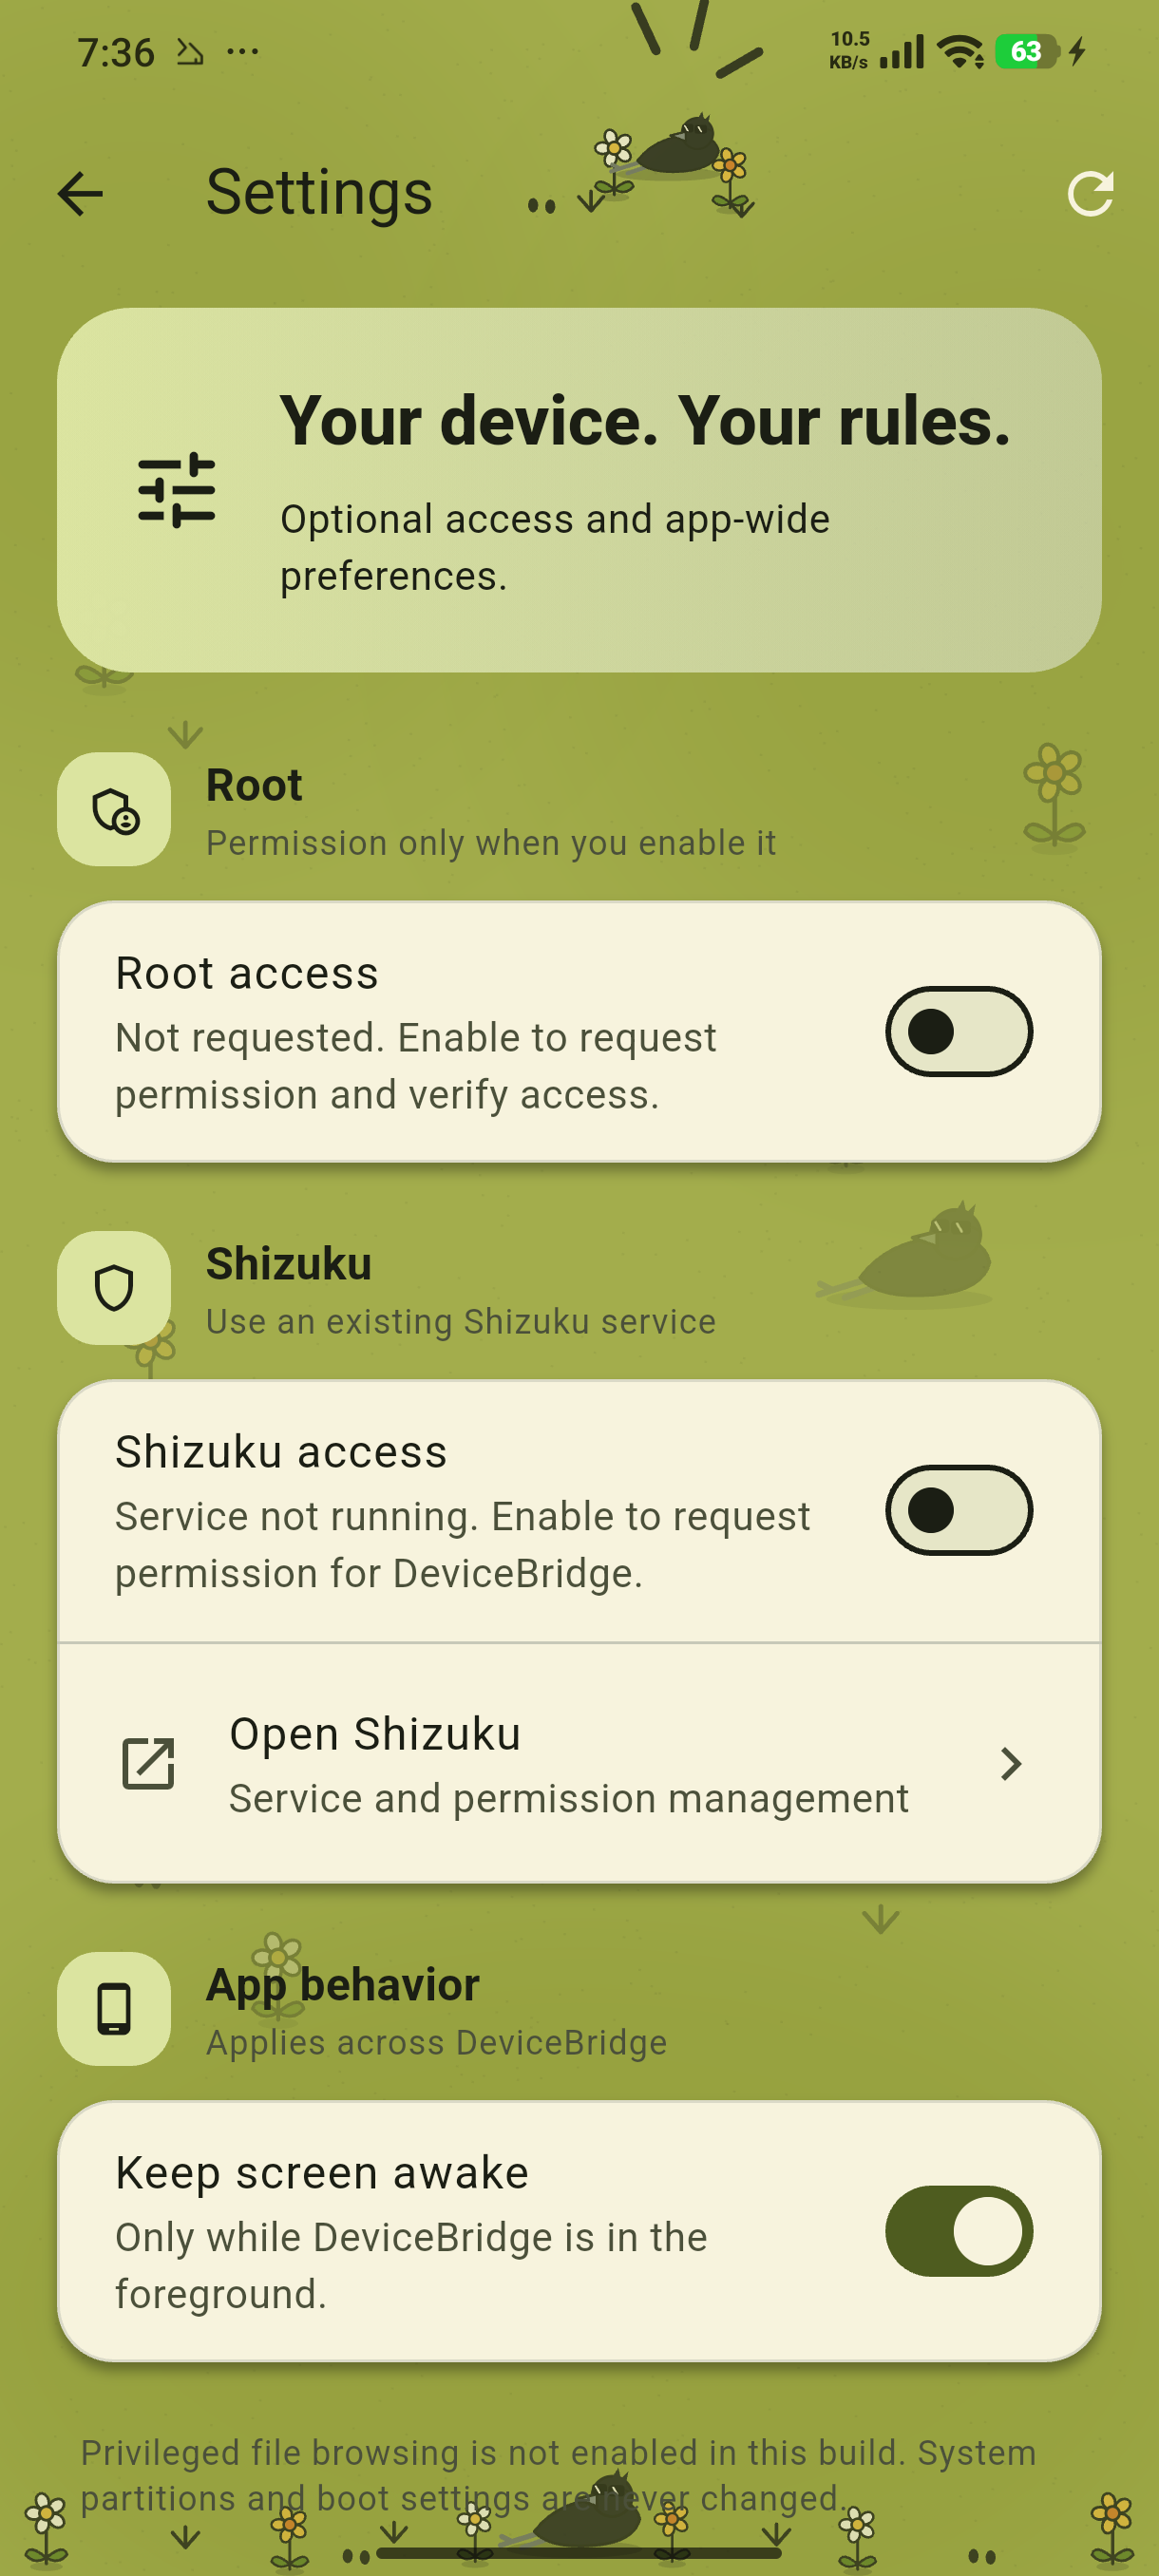 7:36
10.5
KB/s
63
Settings
Your device. Your rules.
Optional access and app-wide
preferences.
Root
Permission only when you enable it
Root access
Not requested. Enable to request
permission and verify access.
Shizuku
Use an existing Shizuku service
Shizuku access
Service not running. Enable to request
permission for DeviceBridge.
Open Shizuku
Service and permission management
App behavior
Applies across DeviceBridge
Keep screen awake
Only while DeviceBridge is in the
foreground.
Privileged file browsing is not enabled in this build. System
partitions and boot settings are never changed.